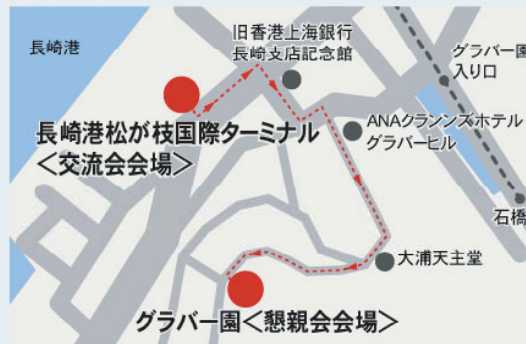 長崎港
旧香港上海銀行
長崎支店記念館
グラバー園
入り口
長崎港松が枝国際ターミナル
＜交流会会場＞
ANAクランンズホテル
グラバーヒル
石橋
大浦天主堂
グラバー園＜懇親会会場＞